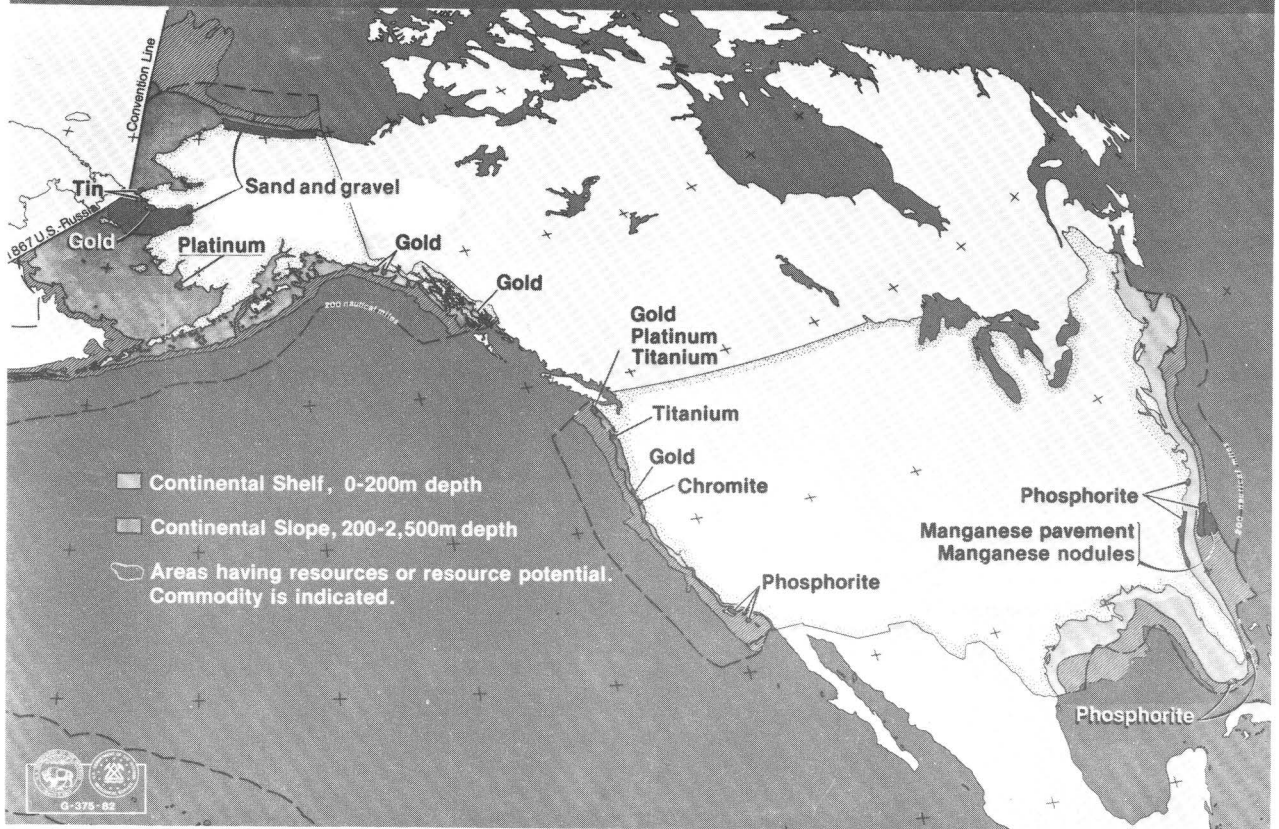 Convention Line
Tin
1867 U.S.-Russia
Gold
Sand and gravel
Platinum
Gold
Gold
200 nautical miles
Gold
Platinum
Titanium
Titanium
Gold
Chromite
Phosphorite
Phosphorite
Manganese pavement
Manganese nodules
200 nautical miles
Phosphorite
Continental Shelf, 0-200m depth
Continental Slope, 200-2,500m depth
Areas having resources or resource potential.
Commodity is indicated.
G-375-82